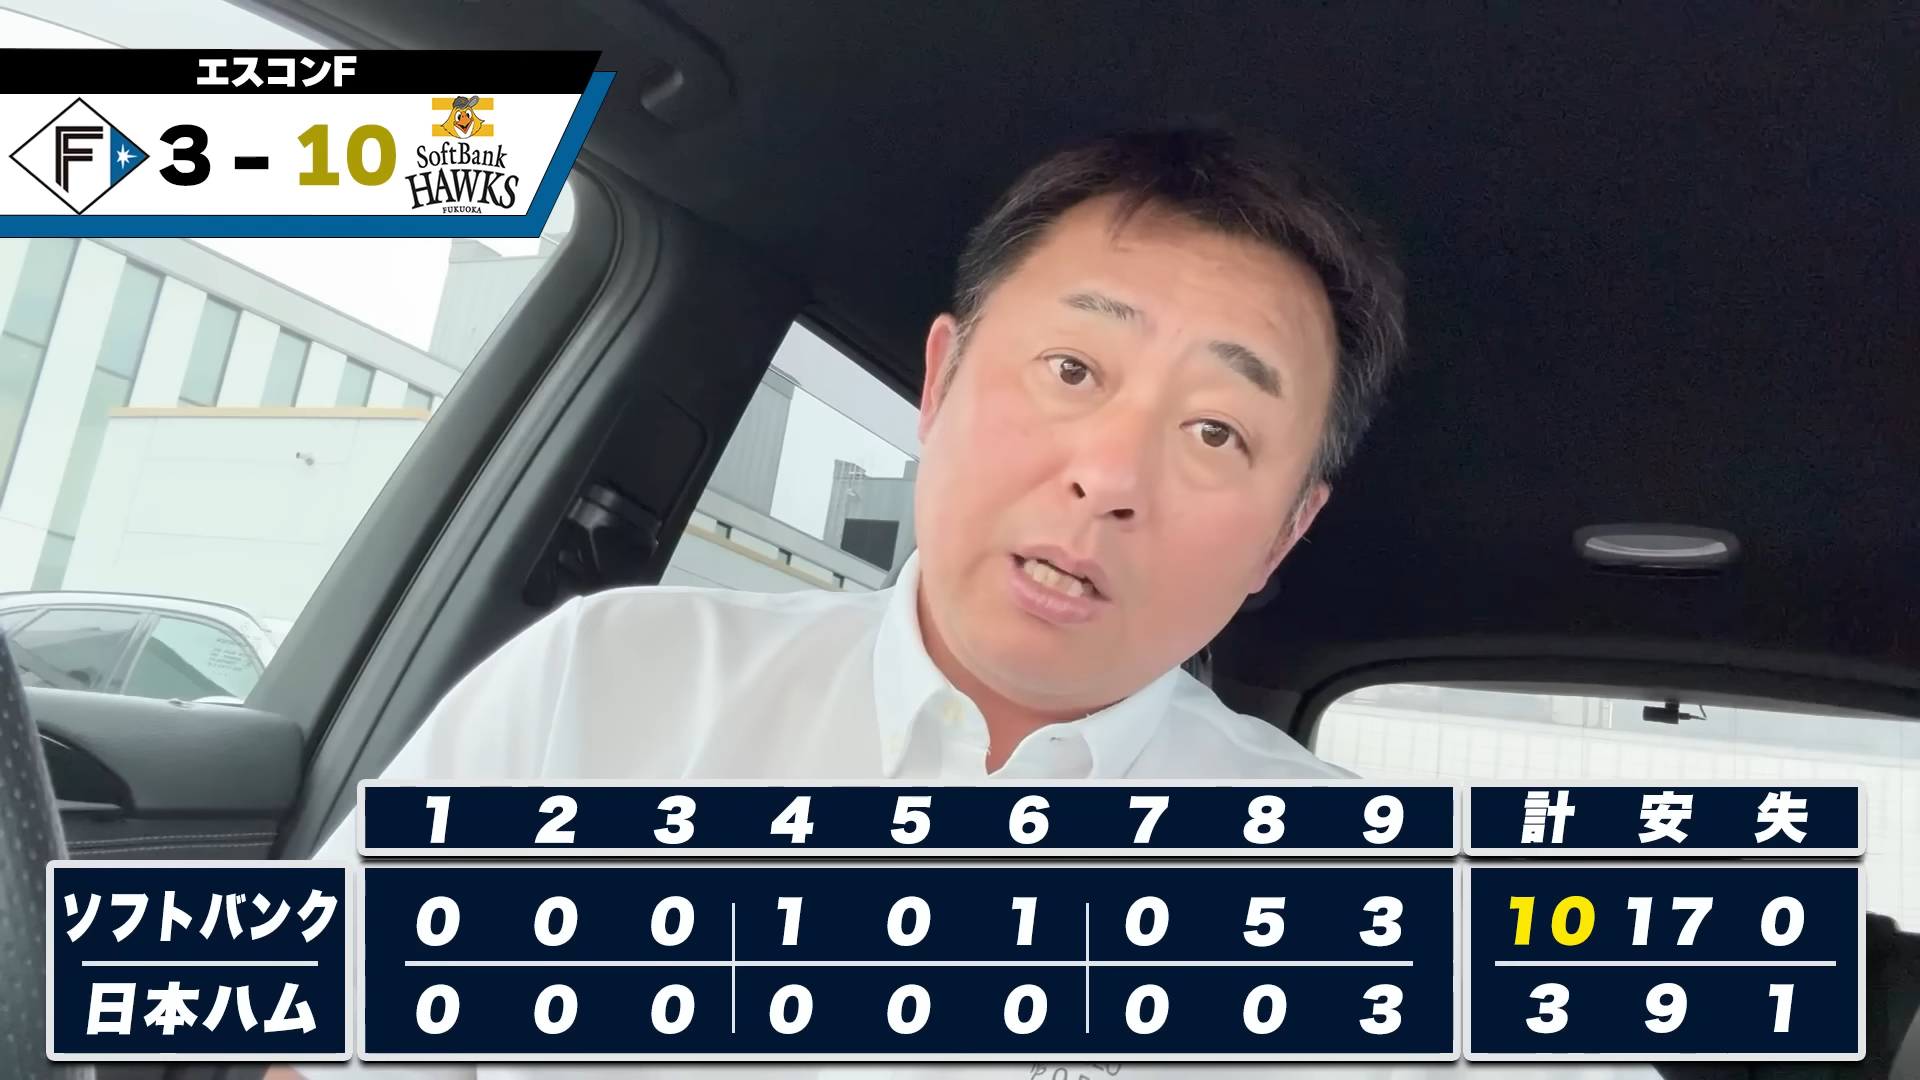 エスコンF
F 3 - 10 SoftBank HAWKS FUKUOKA
1 2 3 4 5 6 7 8 9 計 安 失
ソフトバンク 0 0 0 1 0 1 0 5 3 10 17 0
日本ハム 0 0 0 0 0 0 0 0 3 3 9 1